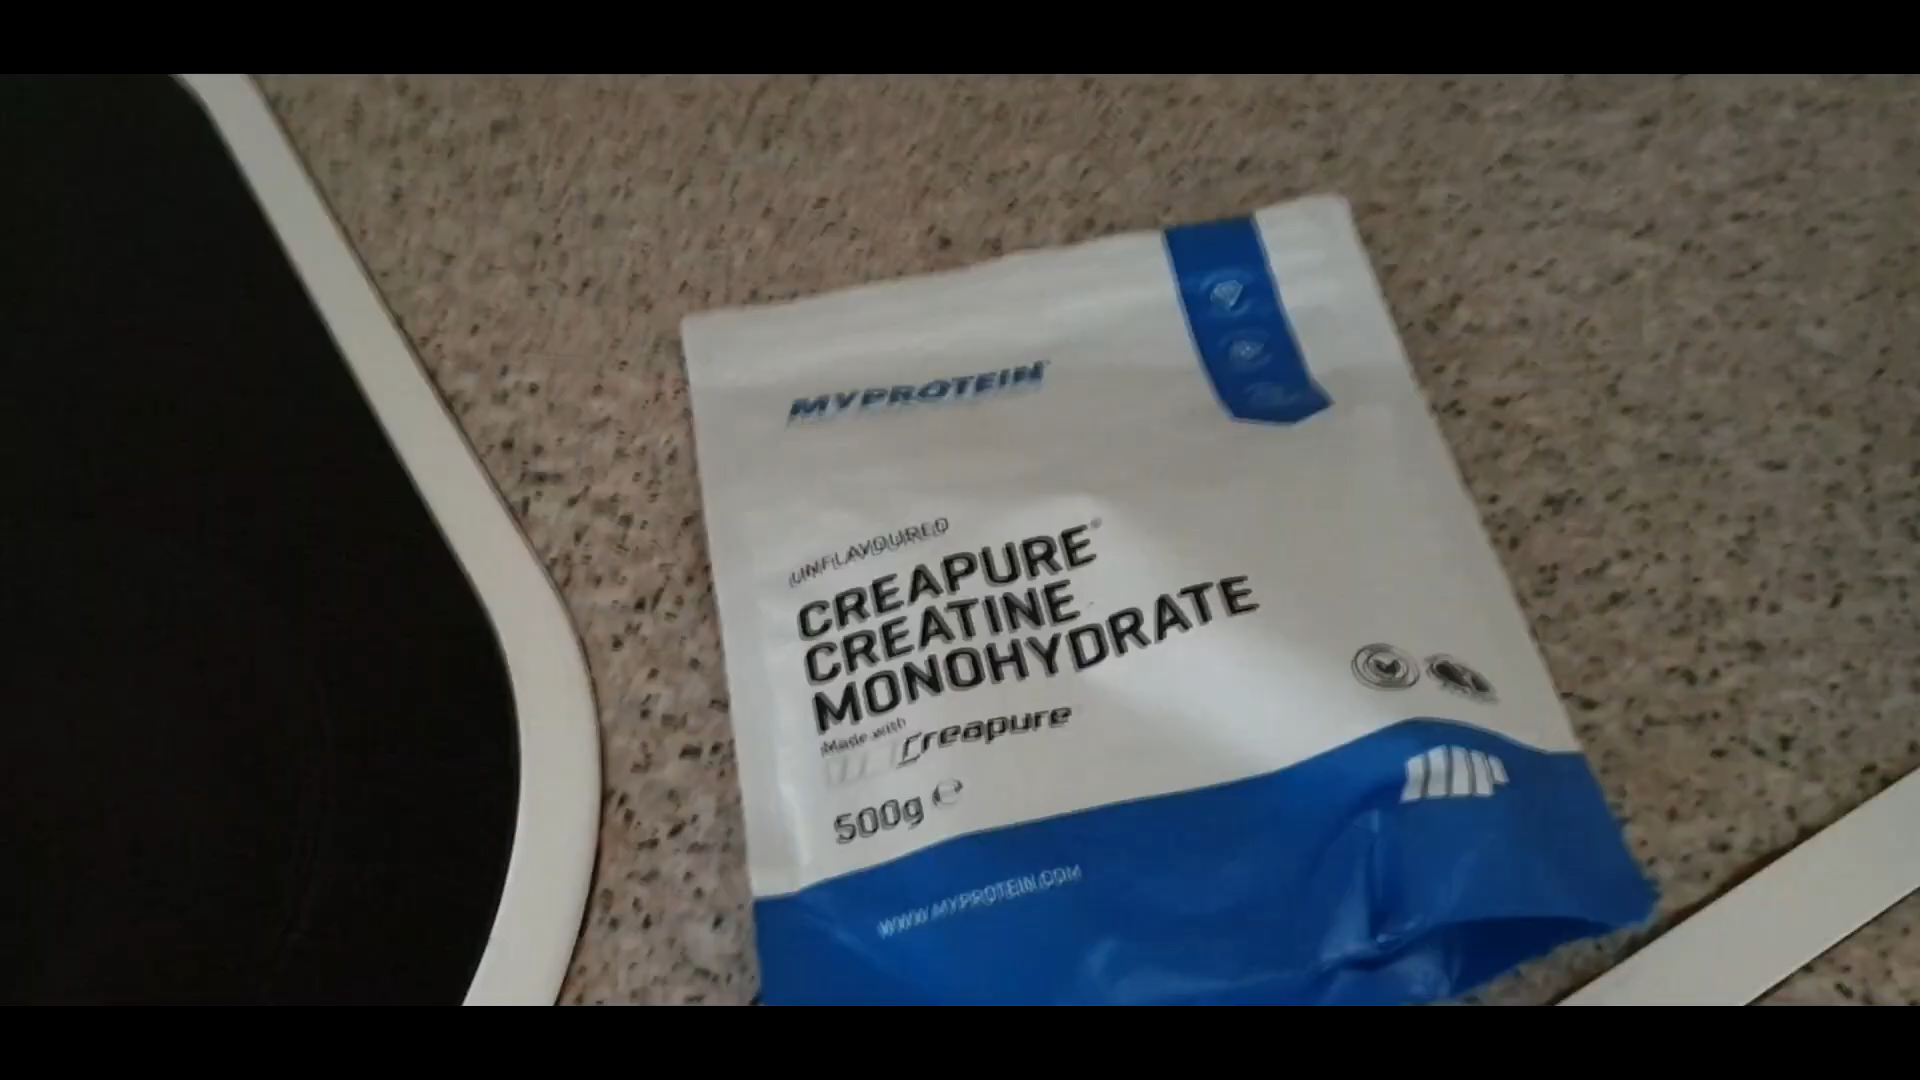 MYPROTEIN
UNFLAVOURED
CREAPURE®
CREATINE
MONOHYDRATE
Made with
Creapure
500g ℮
WWW.MYPROTEIN.COM